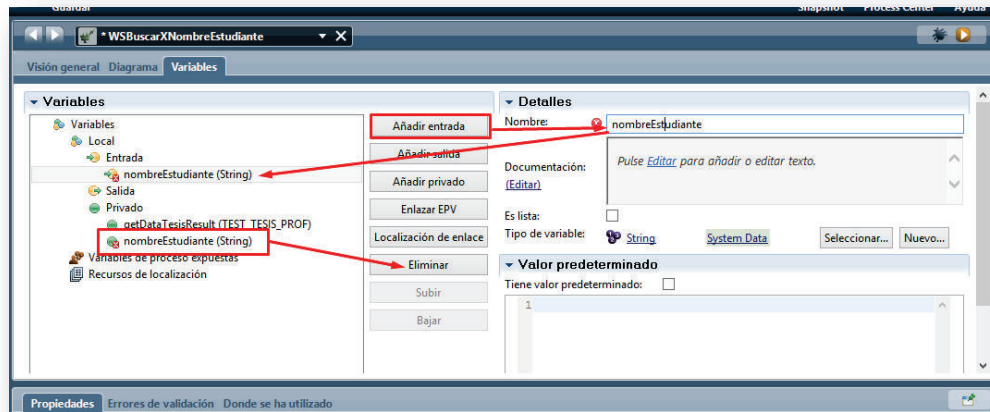 Guardar Snapshot Process Center Ayuda
* WSBuscarXNombreEstudiante
Visión general Diagrama Variables
Variables
Variables
Local
Entrada
nombreEstudiante (String)
Salida
Privado
getDataTesisResult (TEST_TESIS_PROF)
nombreEstudiante (String)
Variables de proceso expuestas
Recursos de localización
Añadir entrada
Añadir salida
Añadir privado
Enlazar EPV
Localización de enlace
Eliminar
Subir
Bajar
Detalles
Nombre: nombreEstudiante
Documentación:
(Editar)
Pulse Editar para añadir o editar texto.
Es lista:
Tipo de variable: String System Data Seleccionar... Nuevo...
Valor predeterminado
Tiene valor predeterminado:
1
Propiedades Errores de validación Donde se ha utilizado